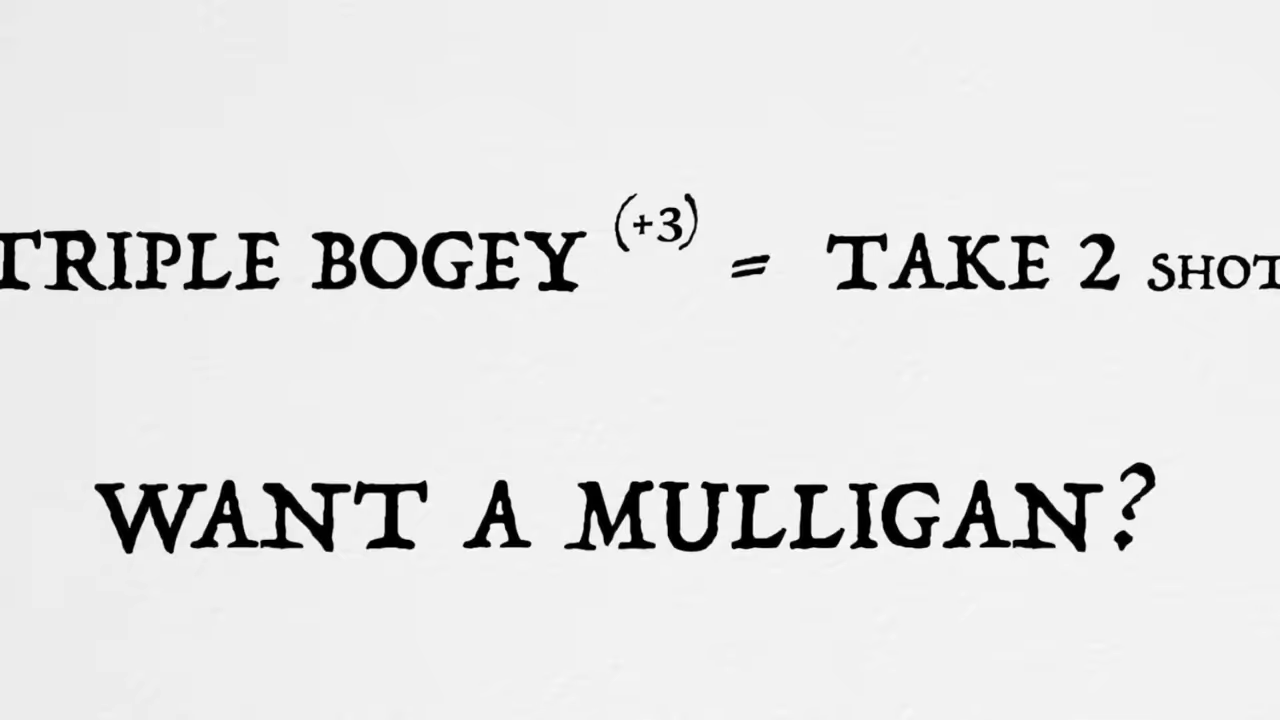 TRIPLE BOGEY (+3) = TAKE 2 SHOT
WANT A MULLIGAN?